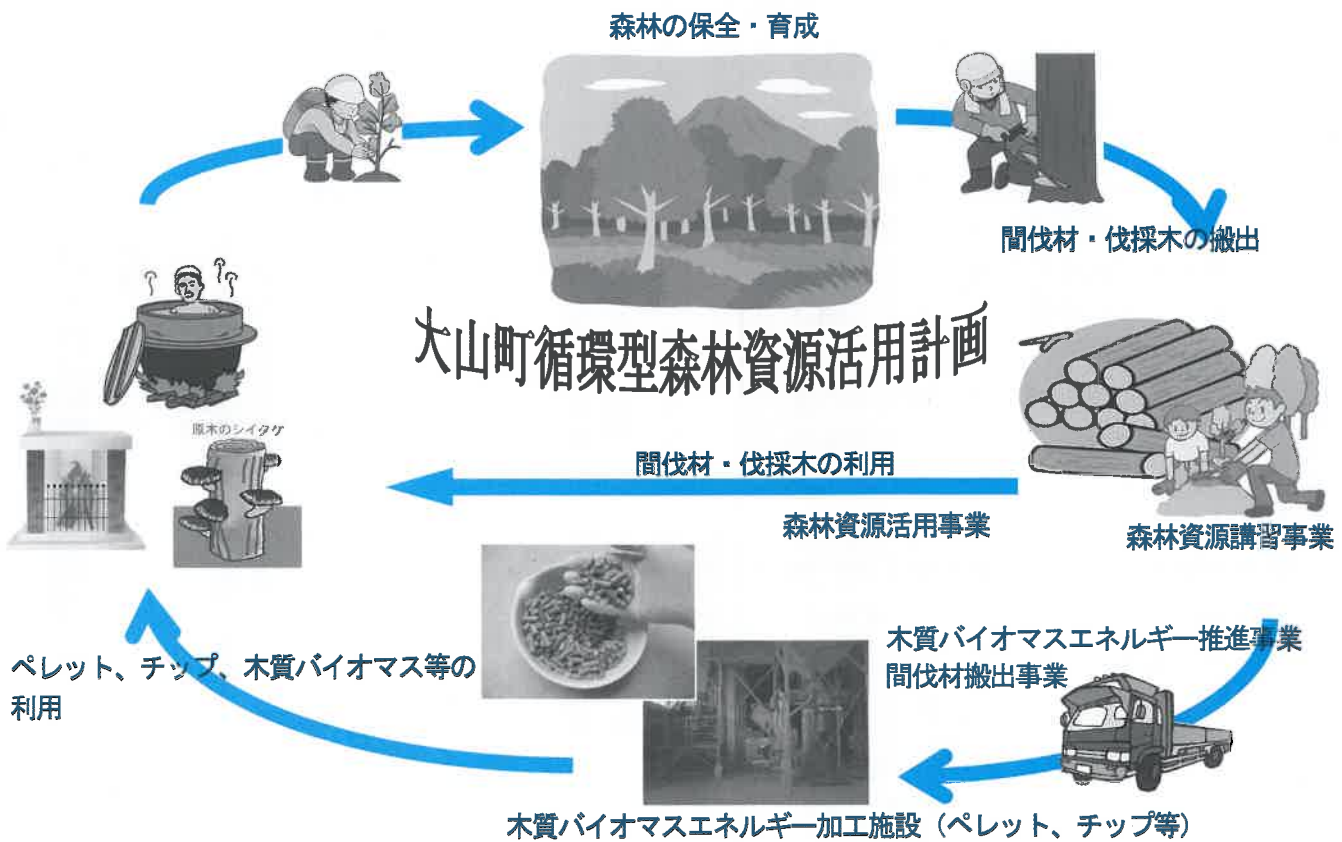 森林の保全・育成
間伐材・伐採木の搬出
大山町循環型森林資源活用計画
原木のシイタケ
間伐材・伐採木の利用
森林資源活用事業
森林資源講習事業
木質バイオマスエネルギー推進事業
間伐材搬出事業
ペレット、チップ、木質バイオマス等の
利用
木質バイオマスエネルギー加工施設（ペレット、チップ等）